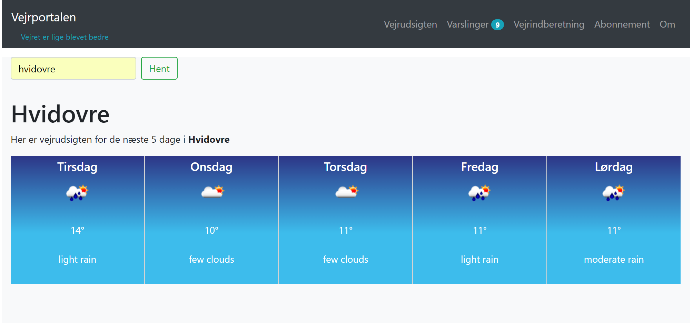 Vejrportalen
Vejret er lige blevet bedre
Vejrudsigten Varslinger 9 Vejrindberetning Abonnement Om
hvidovre Hent
Hvidovre
Her er vejrudsigten for de næste 5 dage i Hvidovre
Tirsdag Onsdag Torsdag Fredag Lørdag
14° 10° 11° 11° 11°
light rain few clouds few clouds light rain moderate rain